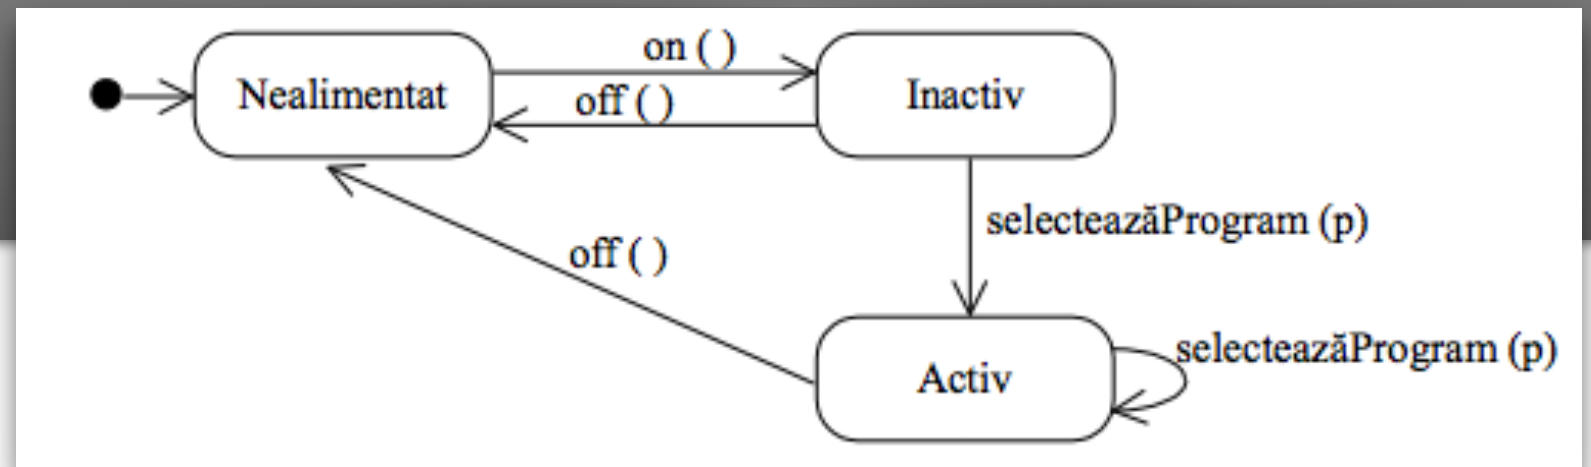 on ( )
Nealimentat
Inactiv
off ( )
selecteazăProgram (p)
off ( )
selecteazăProgram (p)
Activ